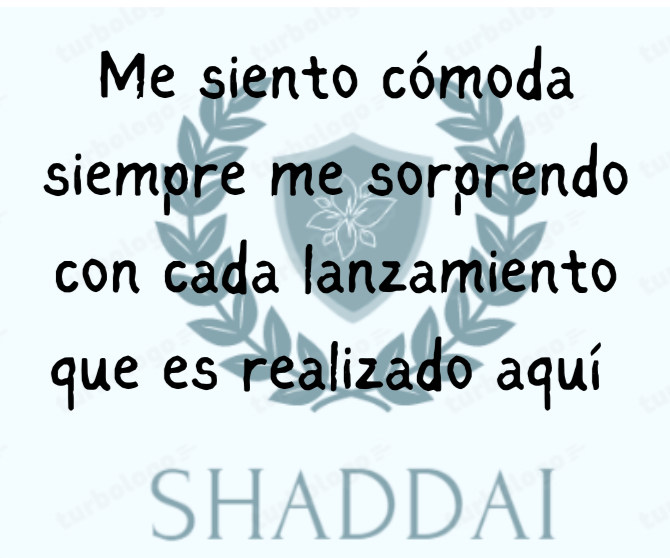 Me siento cómoda
siempre me sorprendo
con cada lanzamiento
que es realizado aquí
SHADDAI